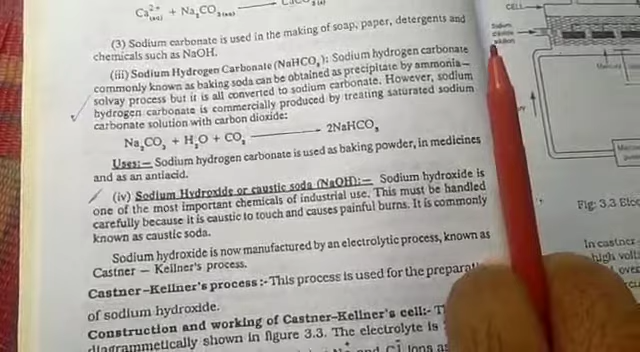 Ca²⁺(aq) + Na₂CO₃(aq)
(3) Sodium carbonate is used in the making of soap, paper, detergents and
chemicals such as NaOH.
(iii) Sodium Hydrogen Carbonate (NaHCO₃): Sodium hydrogen carbonate
commonly known as baking soda can be obtained as precipitate by ammonia–
solvay process but it is all converted to sodium carbonate. However, sodium
hydrogen carbonate is commercially produced by treating saturated sodium
carbonate solution with carbon dioxide:
Na₂CO₃ + H₂O + CO₂ ⟶ 2NaHCO₃
Uses:— Sodium hydrogen carbonate is used as baking powder, in medicines
and as an antiacid.
(iv) Sodium Hydroxide or caustic soda (NaOH):— Sodium hydroxide is
one of the most important chemicals of industrial use. This must be handled
carefully because it is caustic to touch and causes painful burns. It is commonly
known as caustic soda.
Sodium hydroxide is now manufactured by an electrolytic process, known as
Castner — Kellner's process.
Castner–Kellner's process :- This process is used for the
of sodium hydroxide.
Construction and working of Castner–Kellner's cell:-
diagrammetically shown in figure 3.3. The electrolyte is
ions
CELL
Sodium
Fig: 3.3
In castner
high